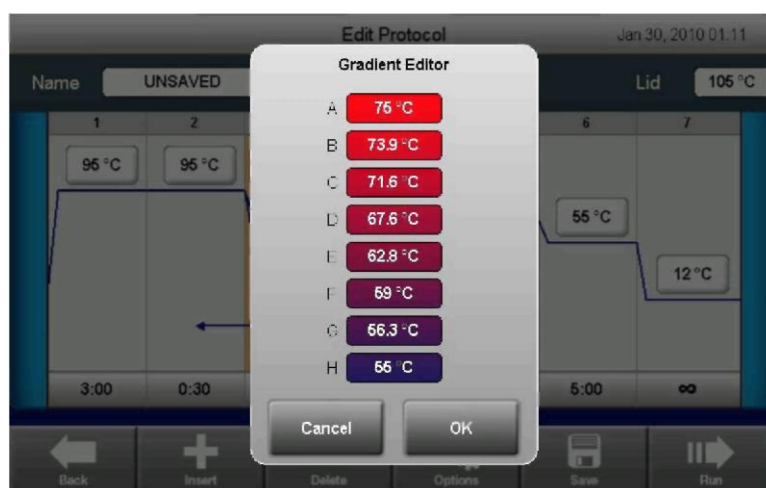 Edit Protocol
Jan 30, 2010 01:11
Name
UNSAVED
Lid
105 °C
Gradient Editor
1
2
6
7
95 °C
95 °C
55 °C
12 °C
A 75 °C
B 73.9 °C
C 71.6 °C
D 67.6 °C
E 62.8 °C
F 59 °C
G 56.3 °C
H 55 °C
3:00
0:30
5:00
∞
Cancel
OK
Back
Insert
Delete
Options
Save
Run